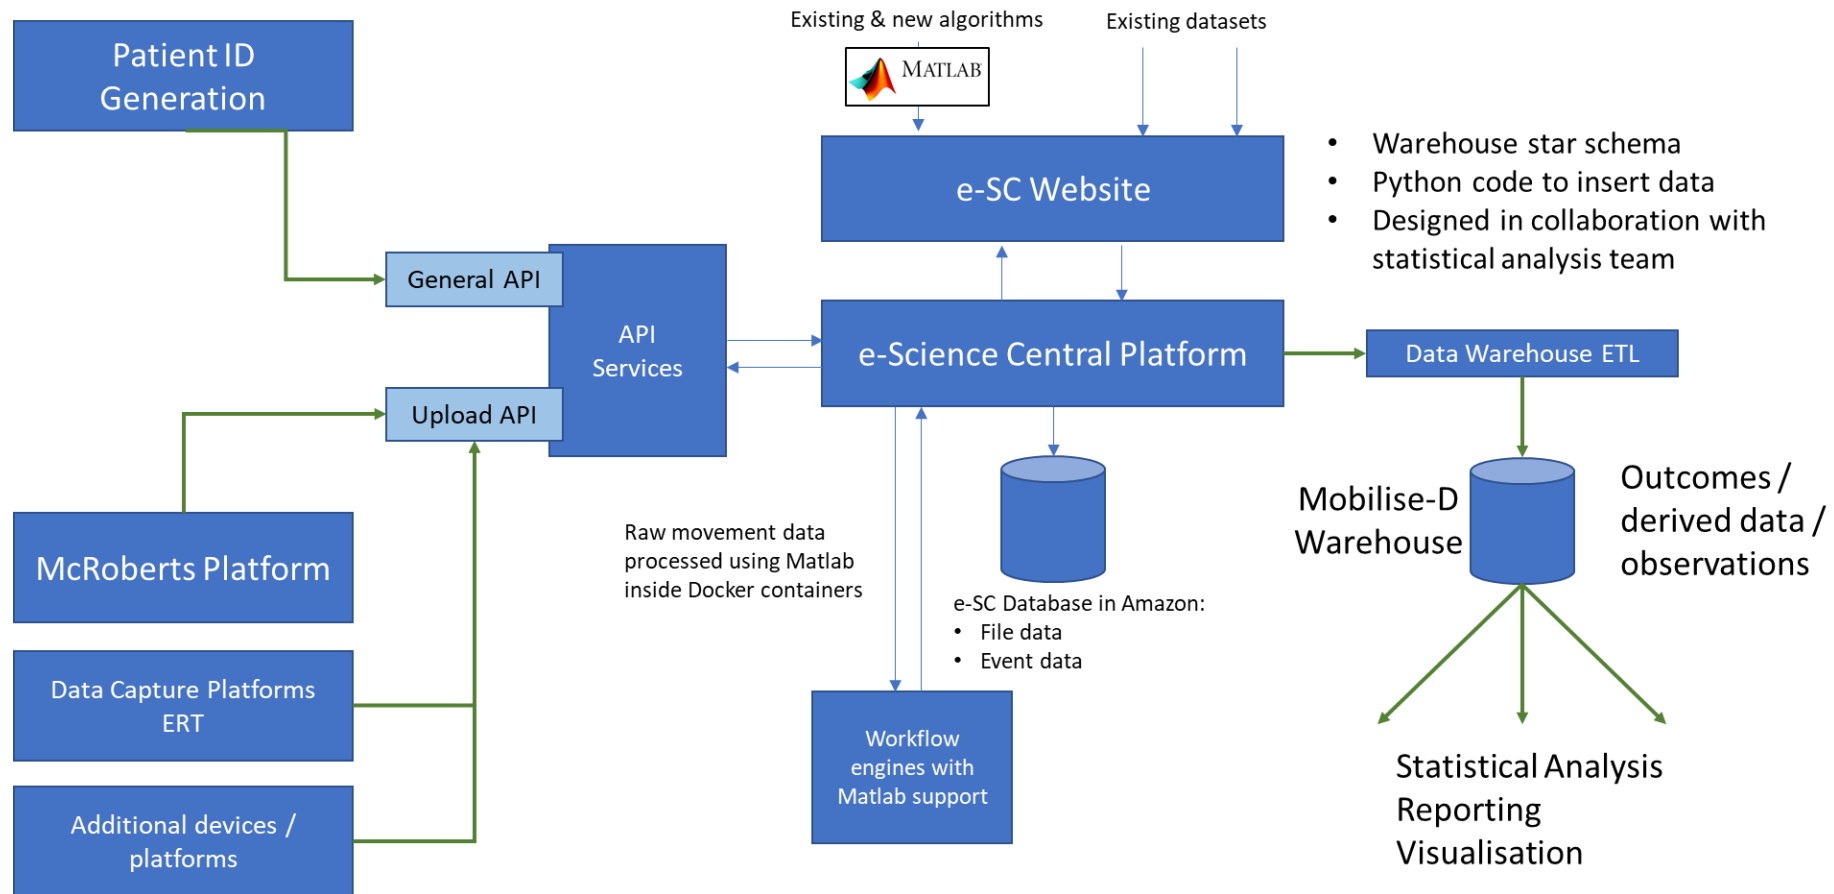 Existing & new algorithms
Existing datasets
MATLAB
Patient ID
Generation
e-SC Website
• Warehouse star schema
• Python code to insert data
• Designed in collaboration with
statistical analysis team
General API
API
Services
Upload API
e-Science Central Platform
Data Warehouse ETL
McRoberts Platform
Data Capture Platforms
ERT
Additional devices /
platforms
Raw movement data
processed using Matlab
inside Docker containers
e-SC Database in Amazon:
• File data
• Event data
Workflow
engines with
Matlab support
Mobilise-D
Warehouse
Outcomes /
derived data /
observations
Statistical Analysis
Reporting
Visualisation